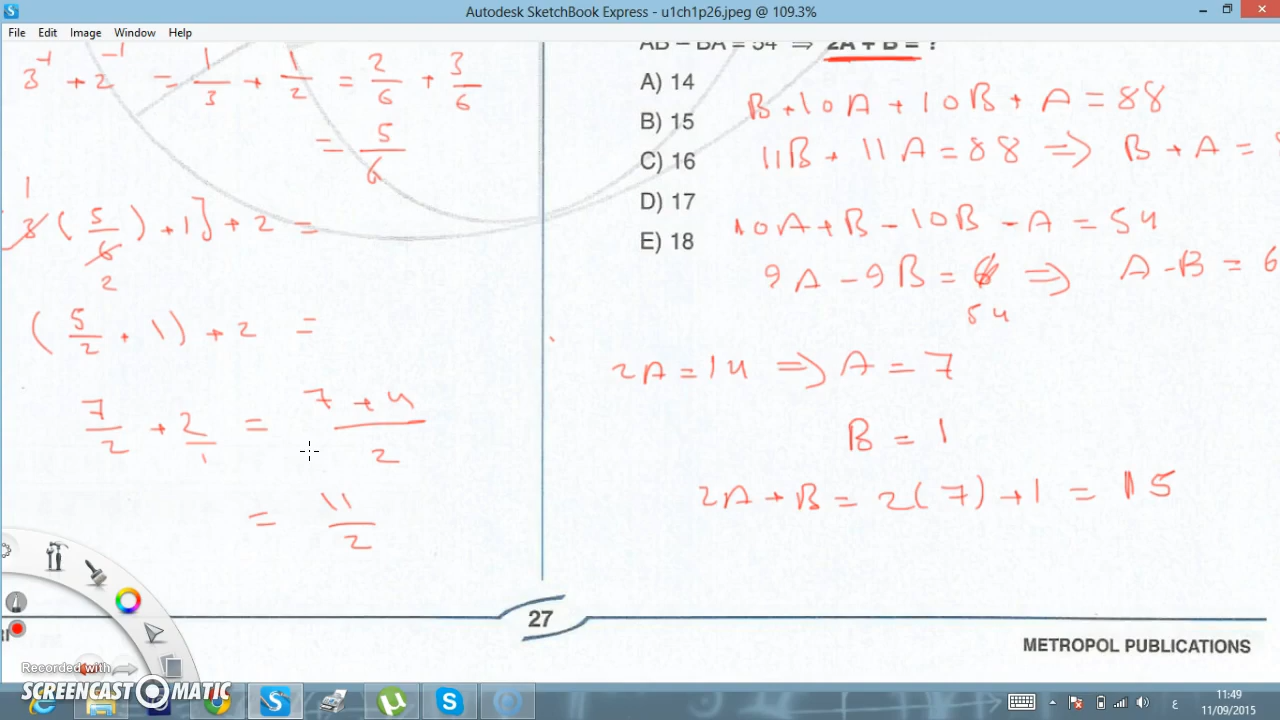 Autodesk SketchBook Express - u1ch1p26.jpeg @ 109.3%
File Edit Image Window Help
3⁻¹ + 2⁻¹ = 1/3 + 1/2 = 2/6 + 3/6
= 5/6
1
3 ( 5/6 ) + 1 ] + 2 =
2
( 5/2 + 1 ) + 2 =
7/2 + 2/1 = (7 + 4)/2
= 11/2
AB - BA = 54 ⇒ 2A + B = ?
A) 14
B) 15
C) 16
D) 17
E) 18
B + 10A + 10B + A = 88
11B + 11A = 88 ⇒ B + A =
10A + B - 10B - A = 54
9A - 9B = 6 ⇒ A - B = 6
54
2A = 14 ⇒ A = 7
B = 1
2A + B = 2(7) + 1 = 15
27
METROPOL PUBLICATIONS
Recorded with
SCREENCAST MATIC
11:49
11/09/2015
ع